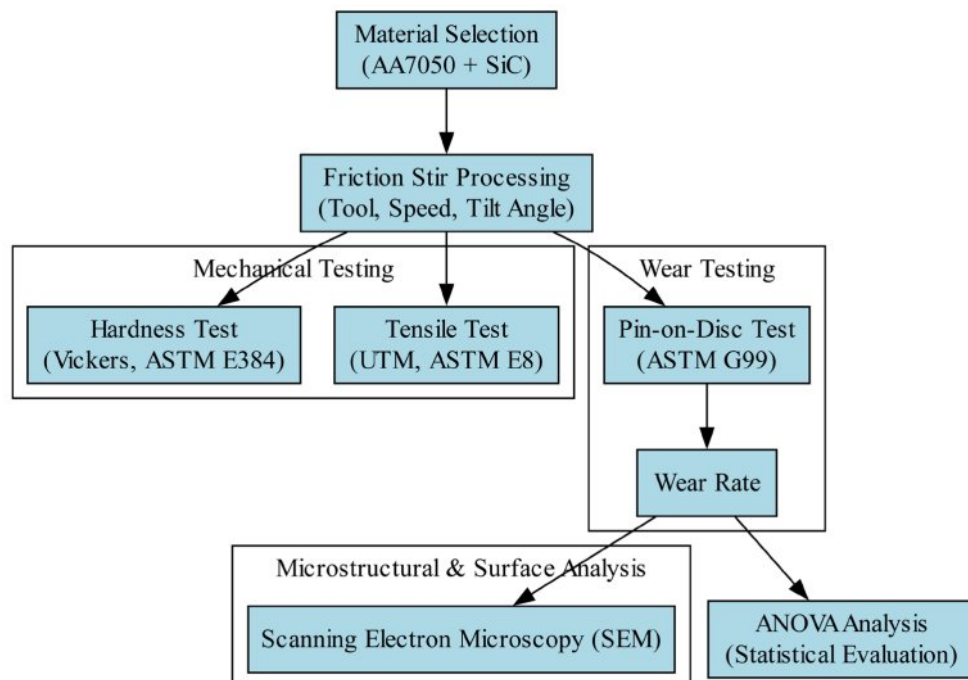 Material Selection
(AA7050 + SiC)
Friction Stir Processing
(Tool, Speed, Tilt Angle)
Mechanical Testing
Wear Testing
Hardness Test
(Vickers, ASTM E384)
Tensile Test
(UTM, ASTM E8)
Pin-on-Disc Test
(ASTM G99)
Wear Rate
Microstructural & Surface Analysis
Scanning Electron Microscopy (SEM)
ANOVA Analysis
(Statistical Evaluation)